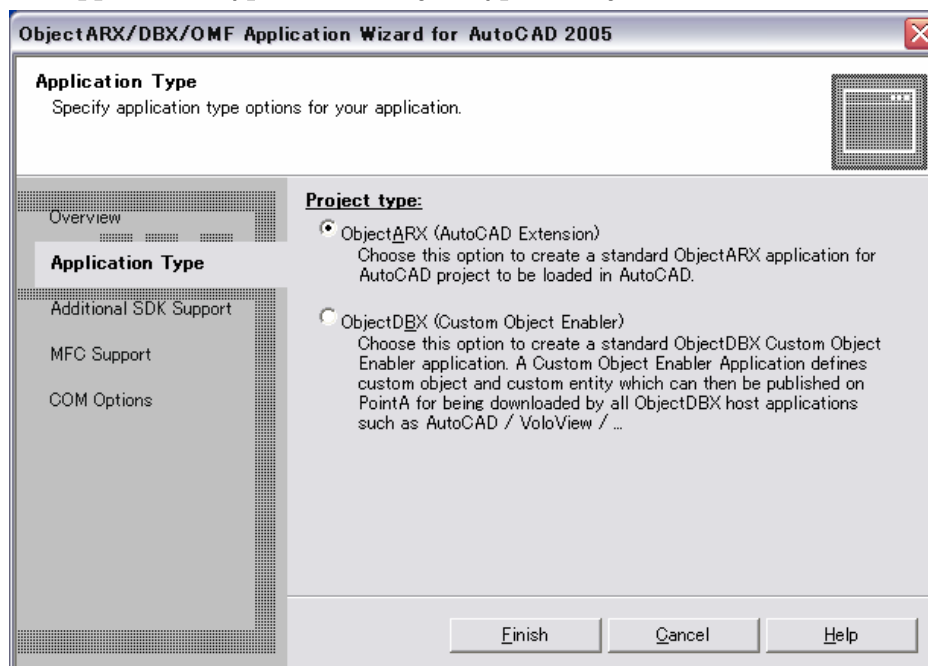 ObjectARX/DBX/OMF Application Wizard for AutoCAD 2005
Application Type
Specify application type options for your application.
Overview
Application Type
Additional SDK Support
MFC Support
COM Options
Project type:
ObjectARX (AutoCAD Extension)
Choose this option to create a standard ObjectARX application for
AutoCAD project to be loaded in AutoCAD.
ObjectDBX (Custom Object Enabler)
Choose this option to create a standard ObjectDBX Custom Object
Enabler application. A Custom Object Enabler Application defines
custom object and custom entity which can then be published on
PointA for being downloaded by all ObjectDBX host applications
such as AutoCAD / VoloView / ...
Finish
Cancel
Help